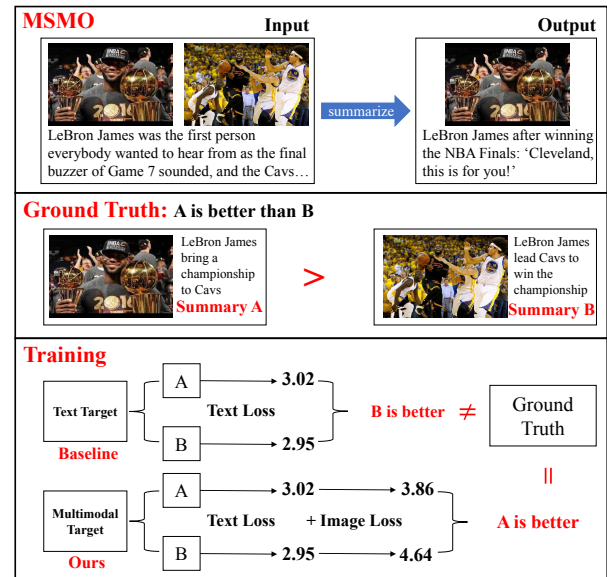 MSMO
Input
Output
summarize
LeBron James was the first person
everybody wanted to hear from as the final
buzzer of Game 7 sounded, and the Cavs…
LeBron James after winning
the NBA Finals: ‘Cleveland,
this is for you!’
Ground Truth: A is better than B
LeBron James
bring a
championship
to Cavs
Summary A
>
LeBron James
lead Cavs to
win the
championship
Summary B
Training
Text Target
Baseline
A
3.02
Text Loss
B
2.95
B is better
≠
Ground
Truth
=
Multimodal
Target
Ours
A
3.02
3.86
Text Loss + Image Loss
B
2.95
4.64
A is better